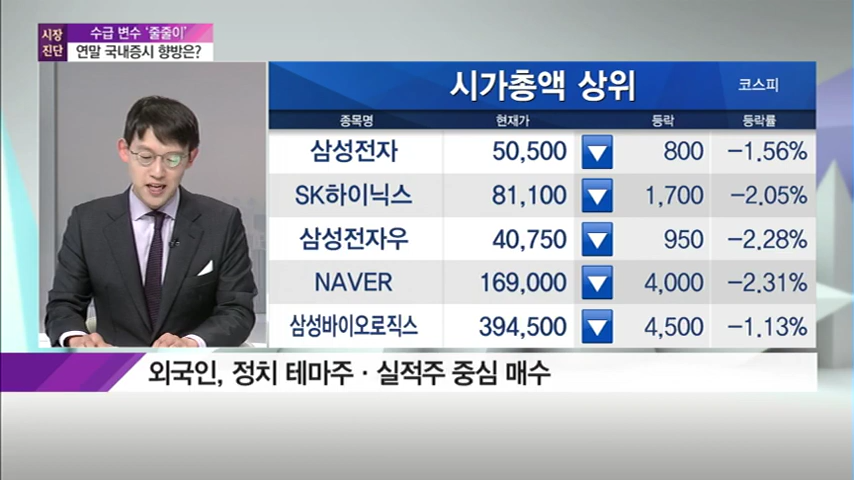 시장
진단
수급 변수 '줄줄이'
연말 국내증시 향방은?
시가총액 상위
코스피
종목명 현재가 등락 등락률
삼성전자 50,500 ▼ 800 -1.56%
SK하이닉스 81,100 ▼ 1,700 -2.05%
삼성전자우 40,750 ▼ 950 -2.28%
NAVER 169,000 ▼ 4,000 -2.31%
삼성바이오로직스 394,500 ▼ 4,500 -1.13%
외국인, 정치 테마주 · 실적주 중심 매수